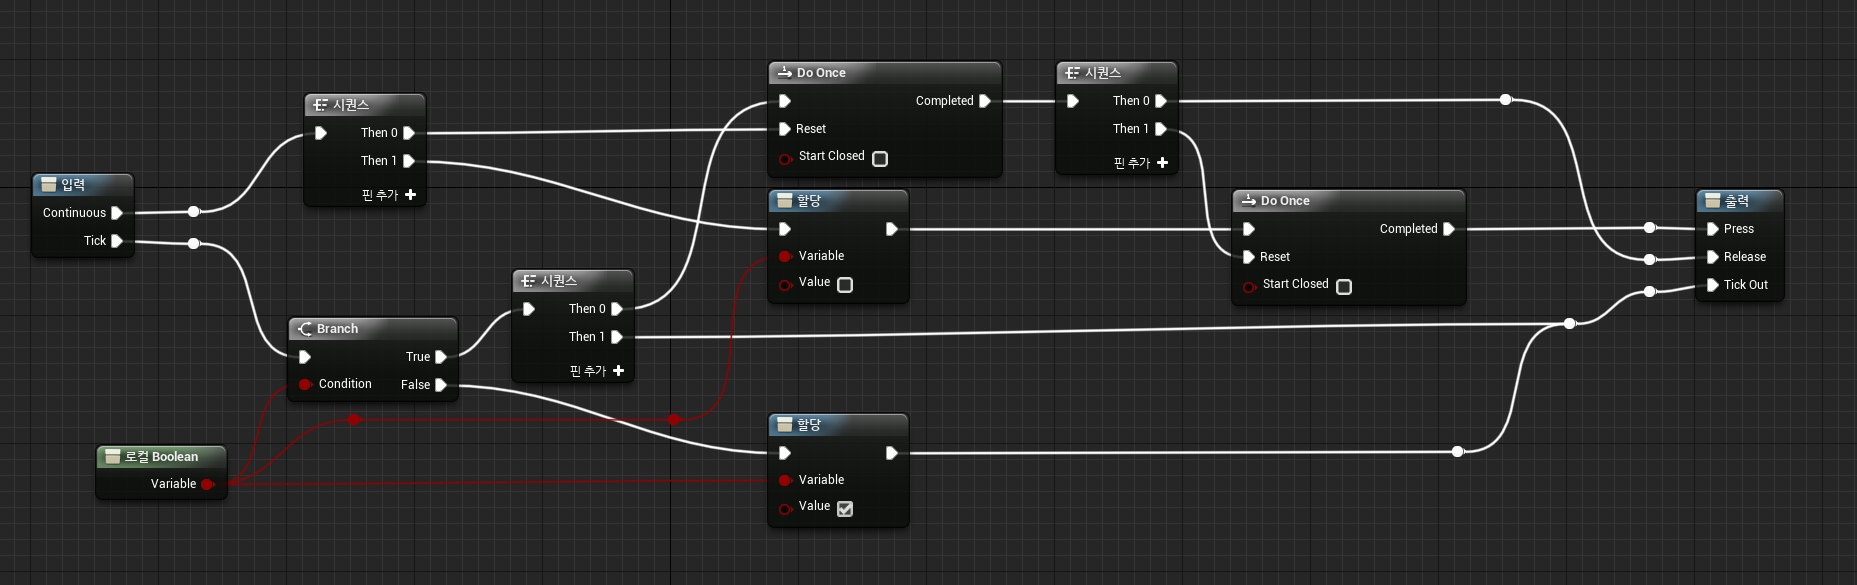 입력
Continuous
Tick
시퀀스
Then 0
Then 1
핀 추가
Branch
True
Condition
False
로컬 Boolean
Variable
시퀀스
Then 0
Then 1
핀 추가
Do Once
Completed
Reset
Start Closed
할당
Variable
Value
할당
Variable
Value
시퀀스
Then 0
Then 1
핀 추가
Do Once
Completed
Reset
Start Closed
출력
Press
Release
Tick Out